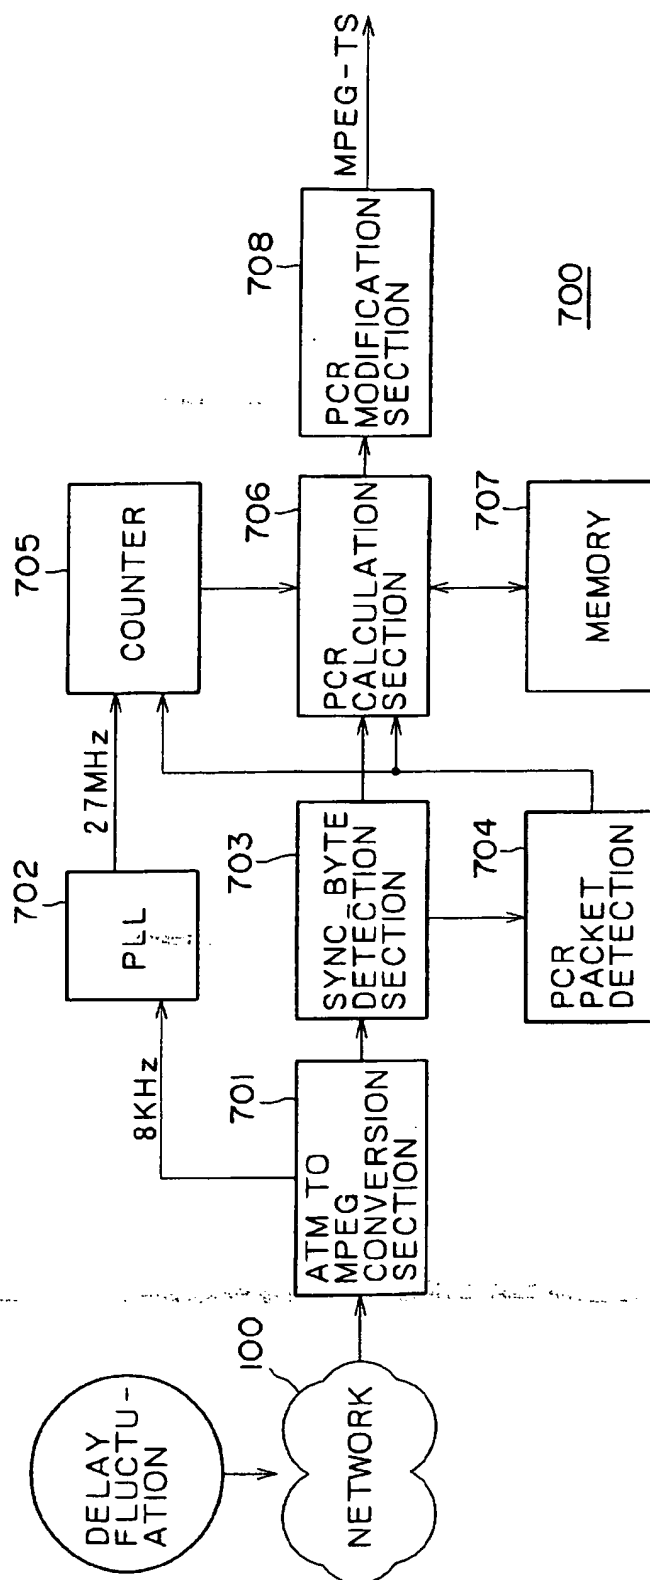 DELAY
FLUCTU-
ATION
100
NETWORK
8KHz
701
ATM TO
MPEG
CONVERSION
SECTION
702
PLL
27MHz
703
SYNC_BYTE
DETECTION
SECTION
704
PCR
PACKET
DETECTION
705
COUNTER
706
PCR
CALCULATION
SECTION
707
MEMORY
708
PCR
MODIFICATION
SECTION
MPEG-TS
700